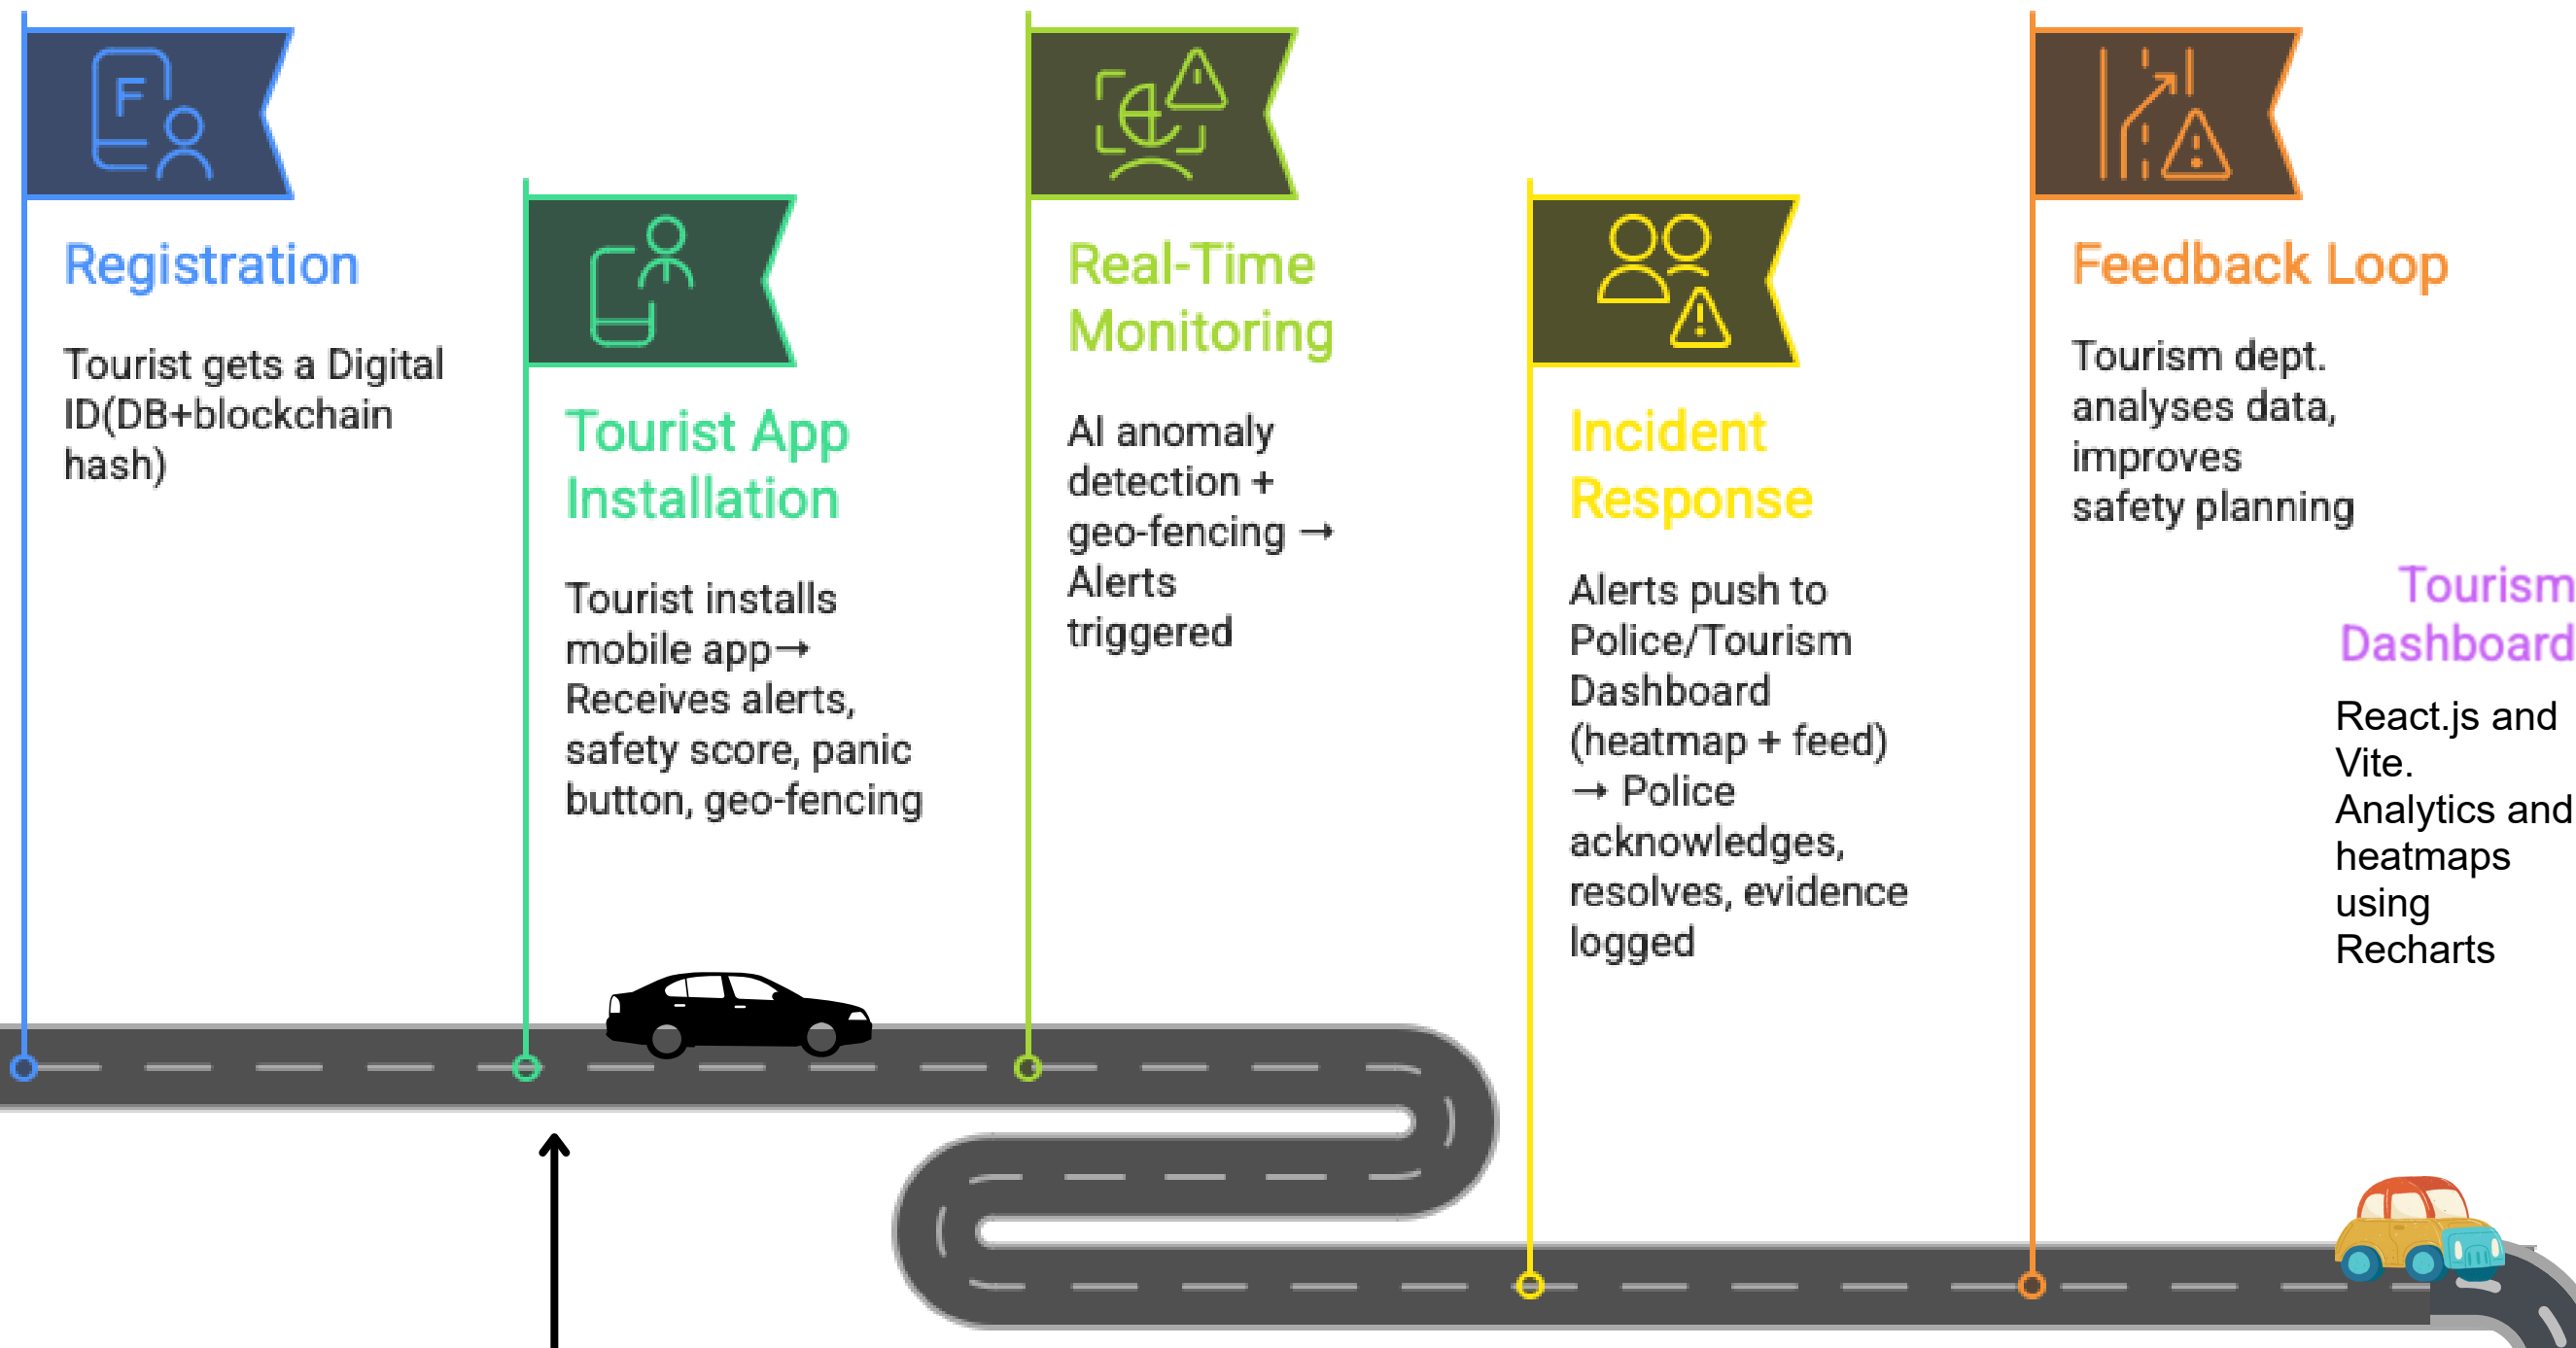 F
Registration
Tourist gets a Digital
ID(DB+blockchain
hash)
Tourist App
Installation
Tourist installs
mobile app→
Receives alerts,
safety score, panic
button, geo-fencing
Real-Time
Monitoring
AI anomaly
detection +
geo-fencing →
Alerts
triggered
Incident
Response
Alerts push to
Police/Tourism
Dashboard
(heatmap + feed)
→ Police
acknowledges,
resolves, evidence
logged
Feedback Loop
Tourism dept.
analyses data,
improves
safety planning
Tourism
Dashboard
React.js and
Vite.
Analytics and
heatmaps
using
Recharts